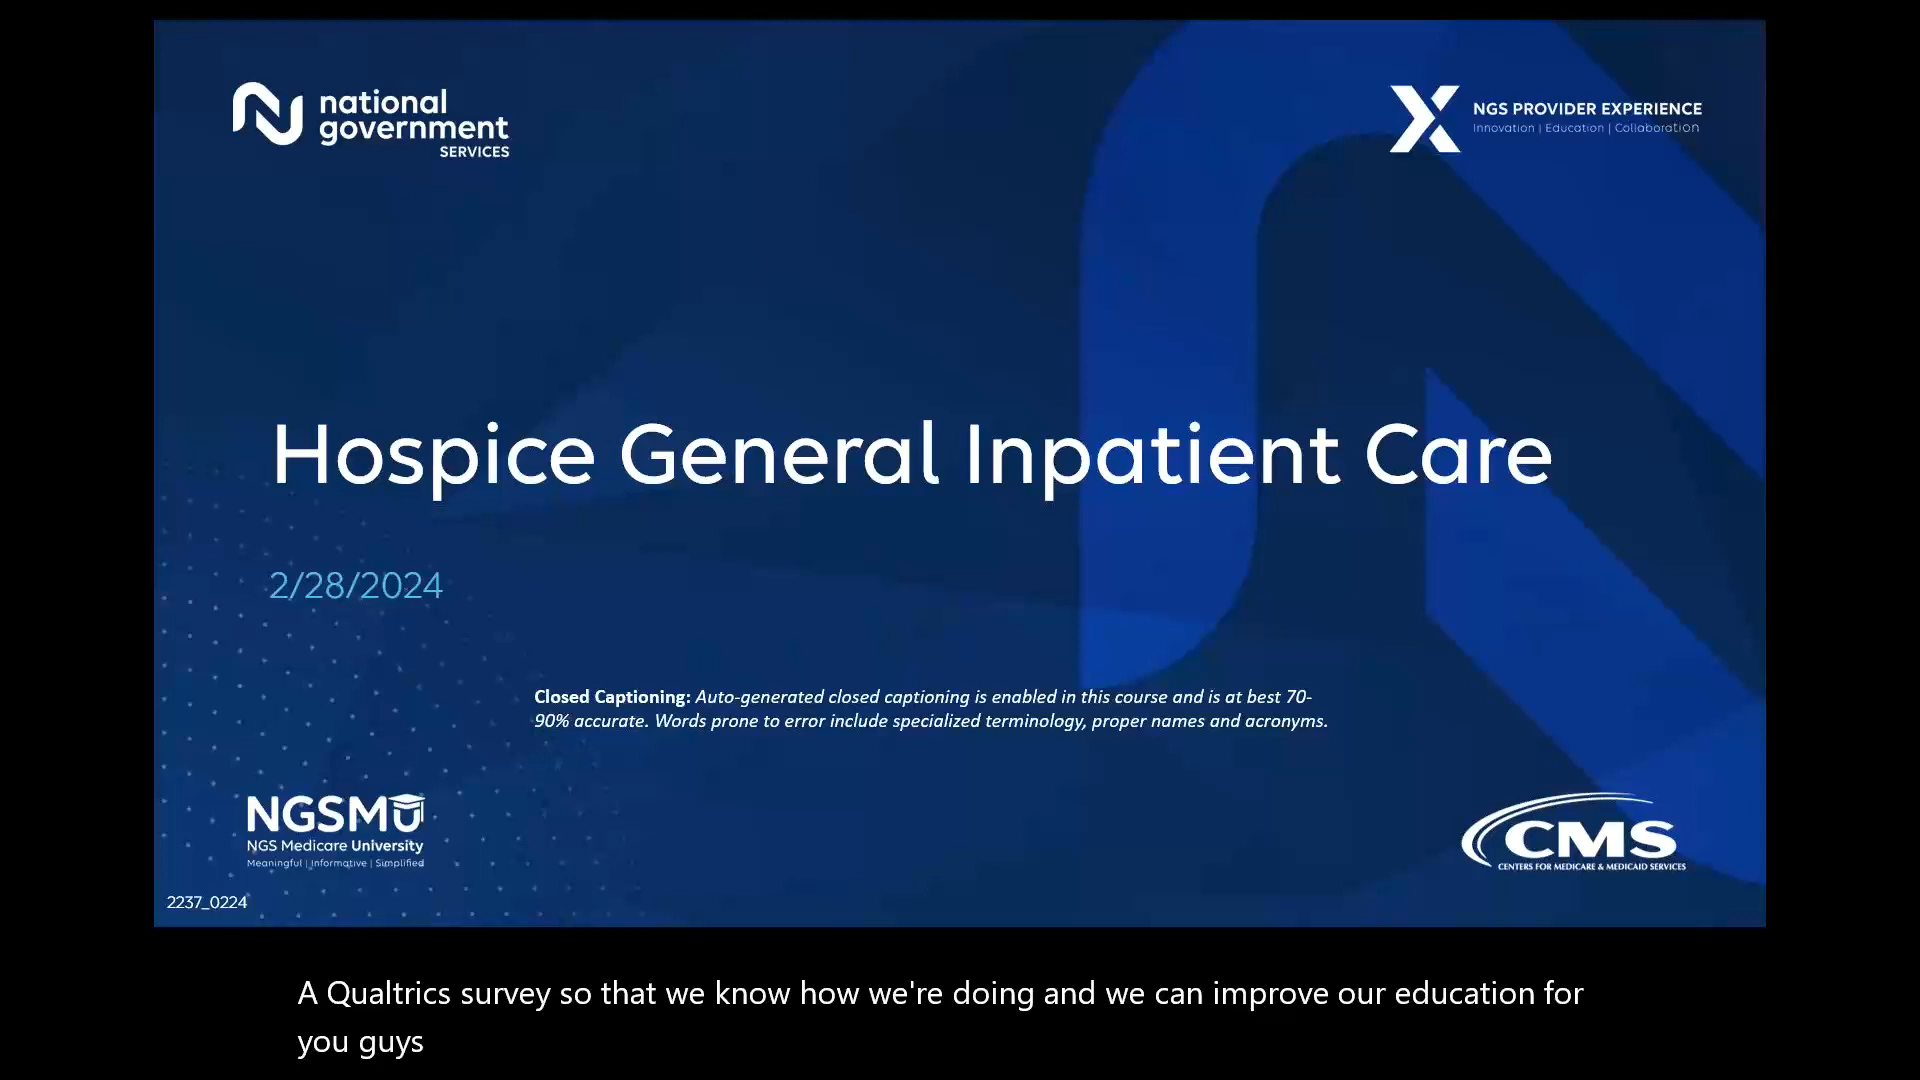 national
government
SERVICES
NGS PROVIDER EXPERIENCE
Innovation | Education | Collaboration
Hospice General Inpatient Care
2/28/2024
Closed Captioning: Auto-generated closed captioning is enabled in this course and is at best 70-
90% accurate. Words prone to error include specialized terminology, proper names and acronyms.
NGSMU
NGS Medicare University
Meaningful | Informative | Simplified
CMS
CENTERS FOR MEDICARE & MEDICAID SERVICES
2237_0224
A Qualtrics survey so that we know how we're doing and we can improve our education for
you guys